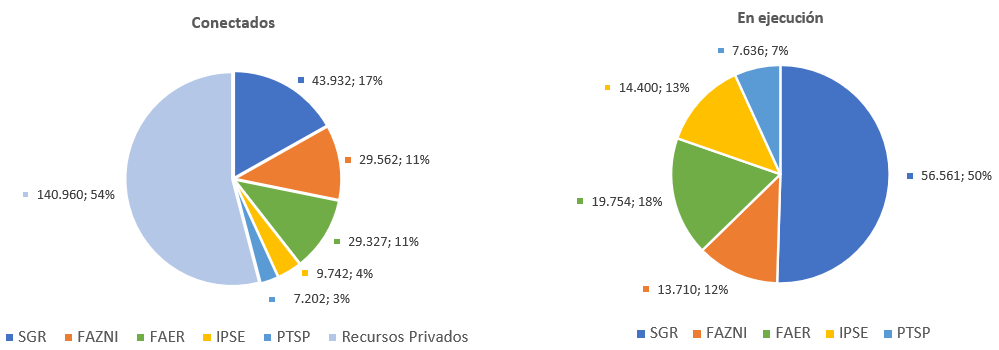 Conectados
43.932; 17%
29.562; 11%
29.327; 11%
9.742; 4%
7.202; 3%
140.960; 54%
SGR FAZNI FAER IPSE PTSP Recursos Privados
En ejecución
7.636; 7%
14.400; 13%
56.561; 50%
19.754; 18%
13.710; 12%
SGR FAZNI FAER IPSE PTSP